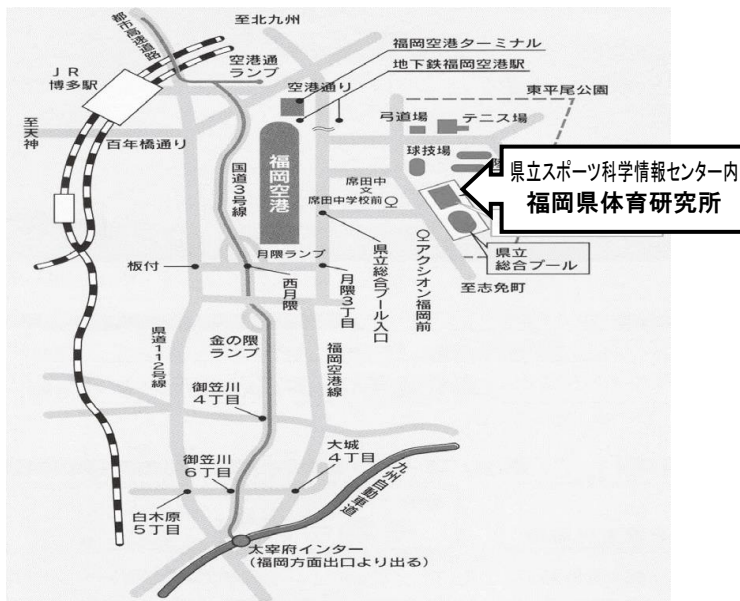 都市高速道路
至北九州
空港通
ランプ
福岡空港ターミナル
地下鉄福岡空港駅
空港通り
ＪＲ
博多駅
東平尾公園
弓道場
テニス場
至
天
神
百年橋通り
球技場
国道3号線
福岡空港
県立スポーツ科学情報センター内
福岡県体育研究所
席田中
文
席田中学校前
月隈ランプ
県立
総合プール
アクシオン福岡前
至志免町
板付
西月隈
月隈3丁目
県立総合プール入口
県道112号線
金の隈
ランプ
福岡空港線
御笠川
4丁目
大城
4丁目
御笠川
6丁目
九州自動車道
白木原
5丁目
太宰府インター
(福岡方面出口より出る)